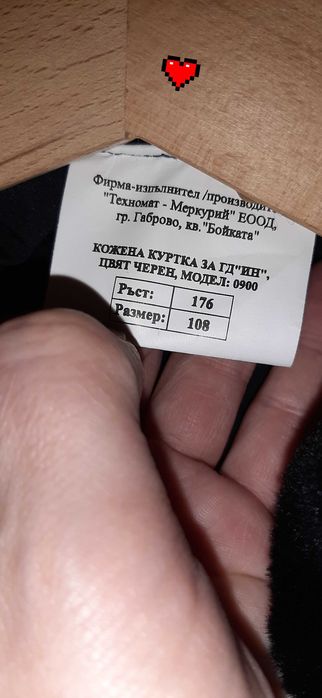 Фирма-изпълнител /производит
"Техномат - Меркурий" ЕООД,
гр. Габрово, кв."Бойката"
КОЖЕНА КУРТКА ЗА ГД"ИН",
ЦВЯТ ЧЕРЕН, МОДЕЛ: 0900
Ръст: 176
Размер: 108